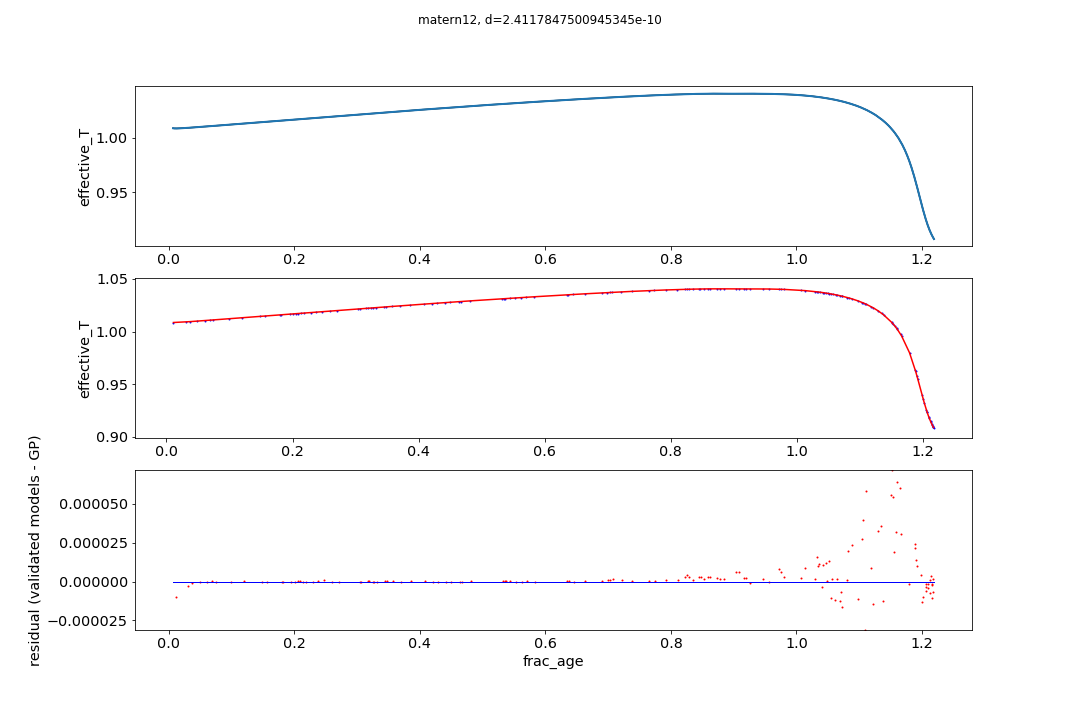 matern12, d=2.4117847500945345e-10
effective_T
1.00
0.95
0.0 0.2 0.4 0.6 0.8 1.0 1.2
effective_T
1.05
1.00
0.95
0.90
0.0 0.2 0.4 0.6 0.8 1.0 1.2
residual (validated models - GP)
0.000050
0.000025
0.000000
−0.000025
0.0 0.2 0.4 0.6 0.8 1.0 1.2
frac_age